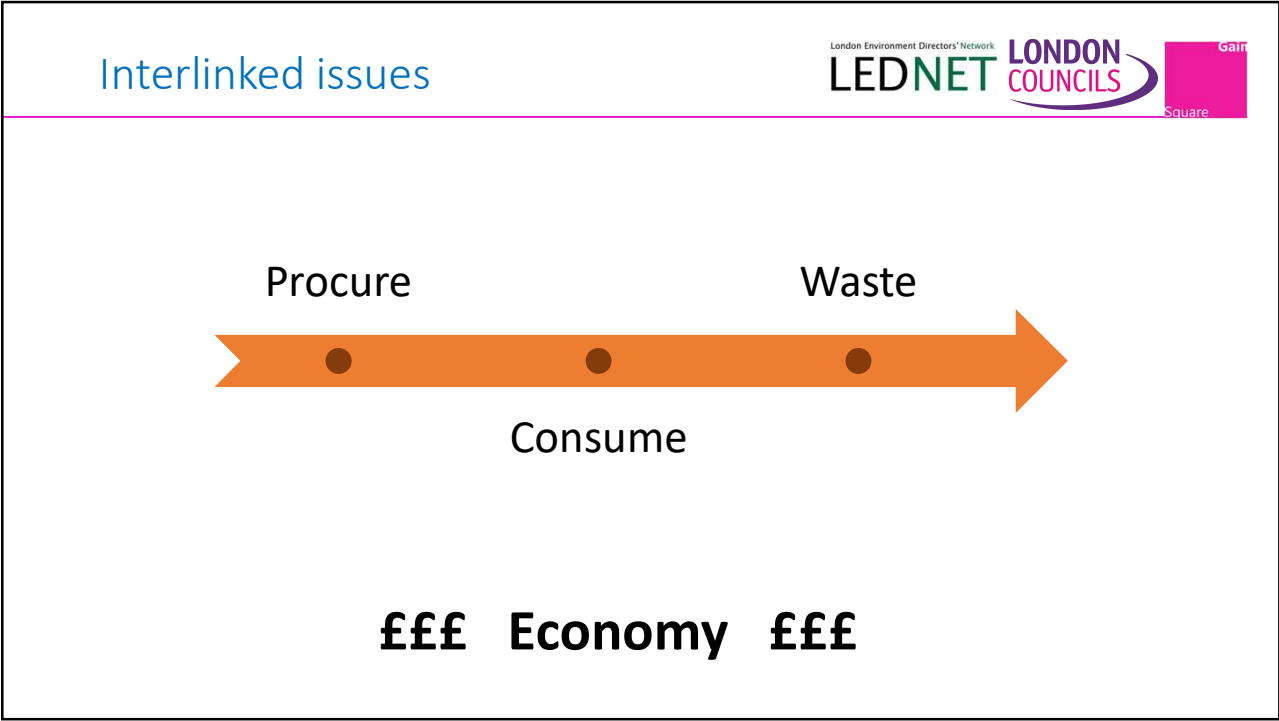 Interlinked issues
London Environment Directors' Network
LEDNET
LONDON
COUNCILS
Gain
Square
Procure
Waste
Consume
£££ Economy £££